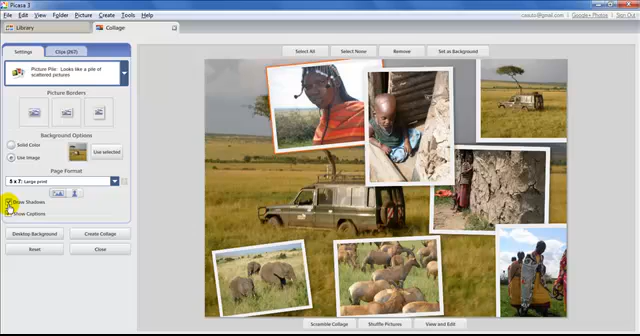 Picasa 3
File Edit View Folder Picture Create Tools Help
Google+ Photos | Sign Out
Library
Collage
Settings
Clips (267)
Select All
Select None
Remove
Set as Background
Picture Pile: Looks like a pile of
scattered pictures
Picture Borders
Background Options
Solid Color
Use Image
Use selected
Page Format
5 x 7: Large print
Draw Shadows
Show Captions
Desktop Background
Create Collage
Reset
Close
Scramble Collage
Shuffle Pictures
View and Edit